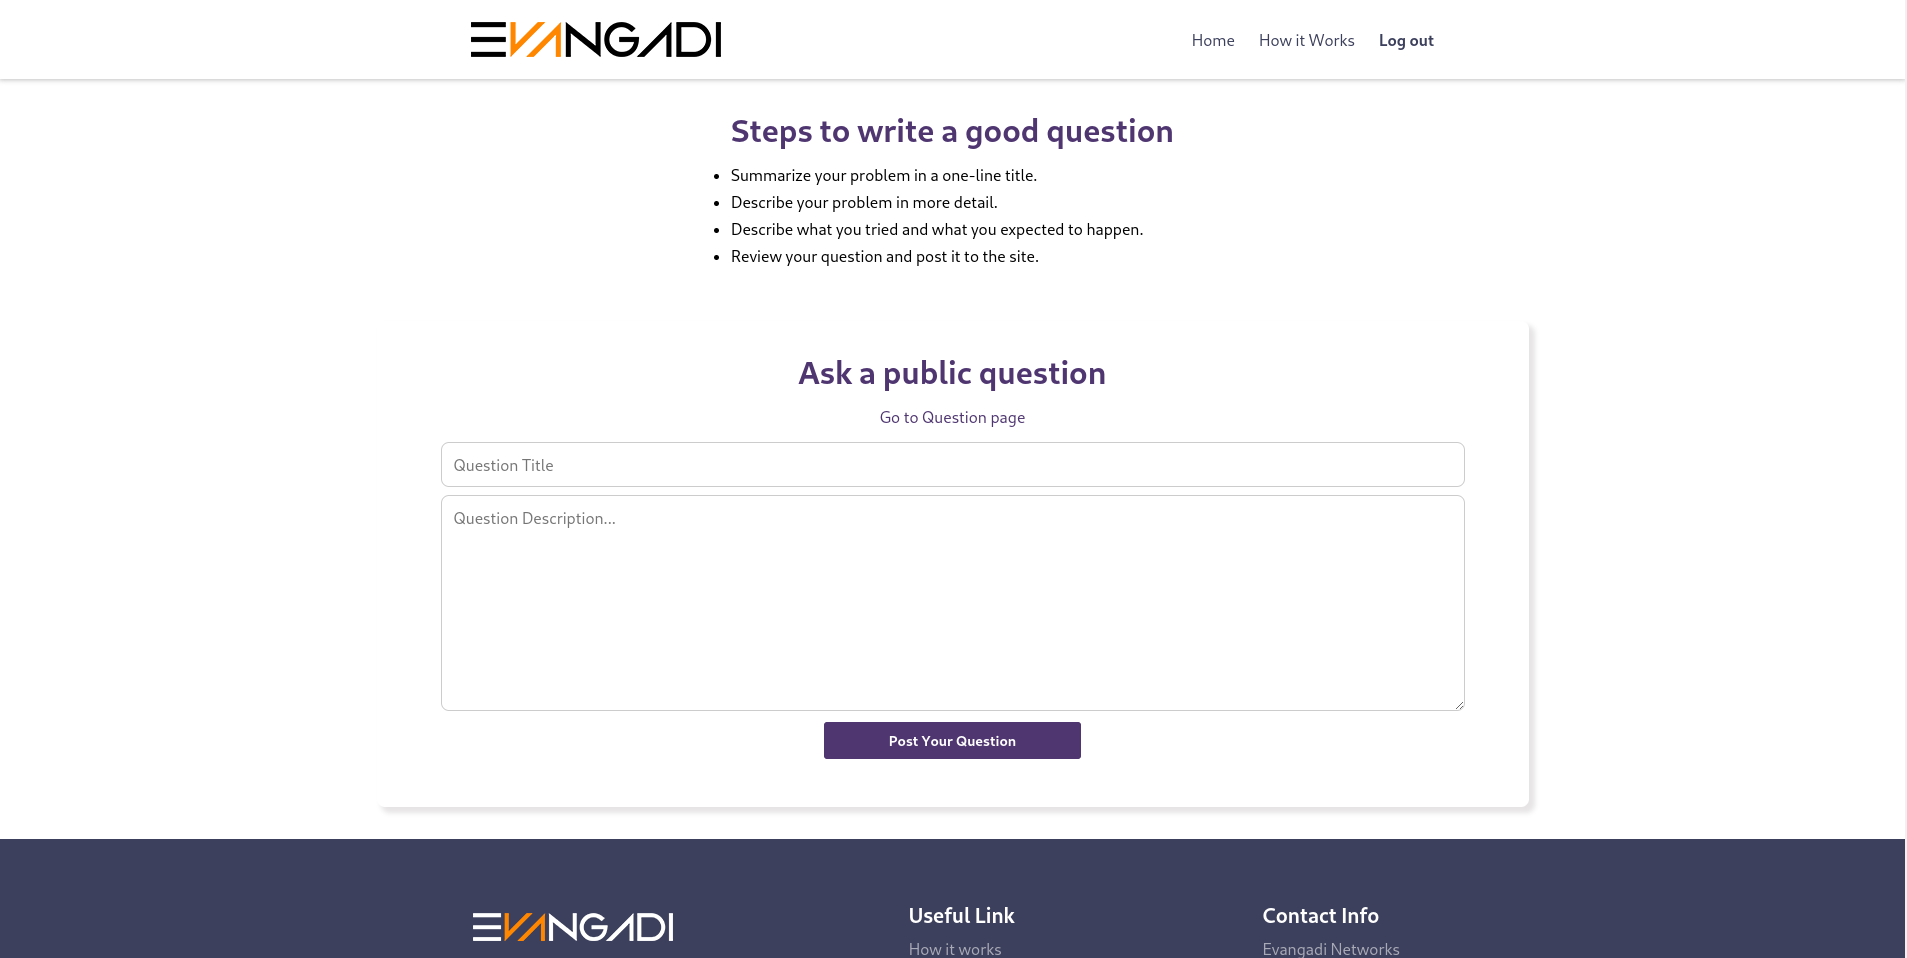 EVANGADI
Home How it Works Log out
Steps to write a good question
• Summarize your problem in a one-line title.
• Describe your problem in more detail.
• Describe what you tried and what you expected to happen.
• Review your question and post it to the site.
Ask a public question
Go to Question page
Question Title
Question Description...
Post Your Question
EVANGADI
Useful Link
How it works
Contact Info
Evangadi Networks